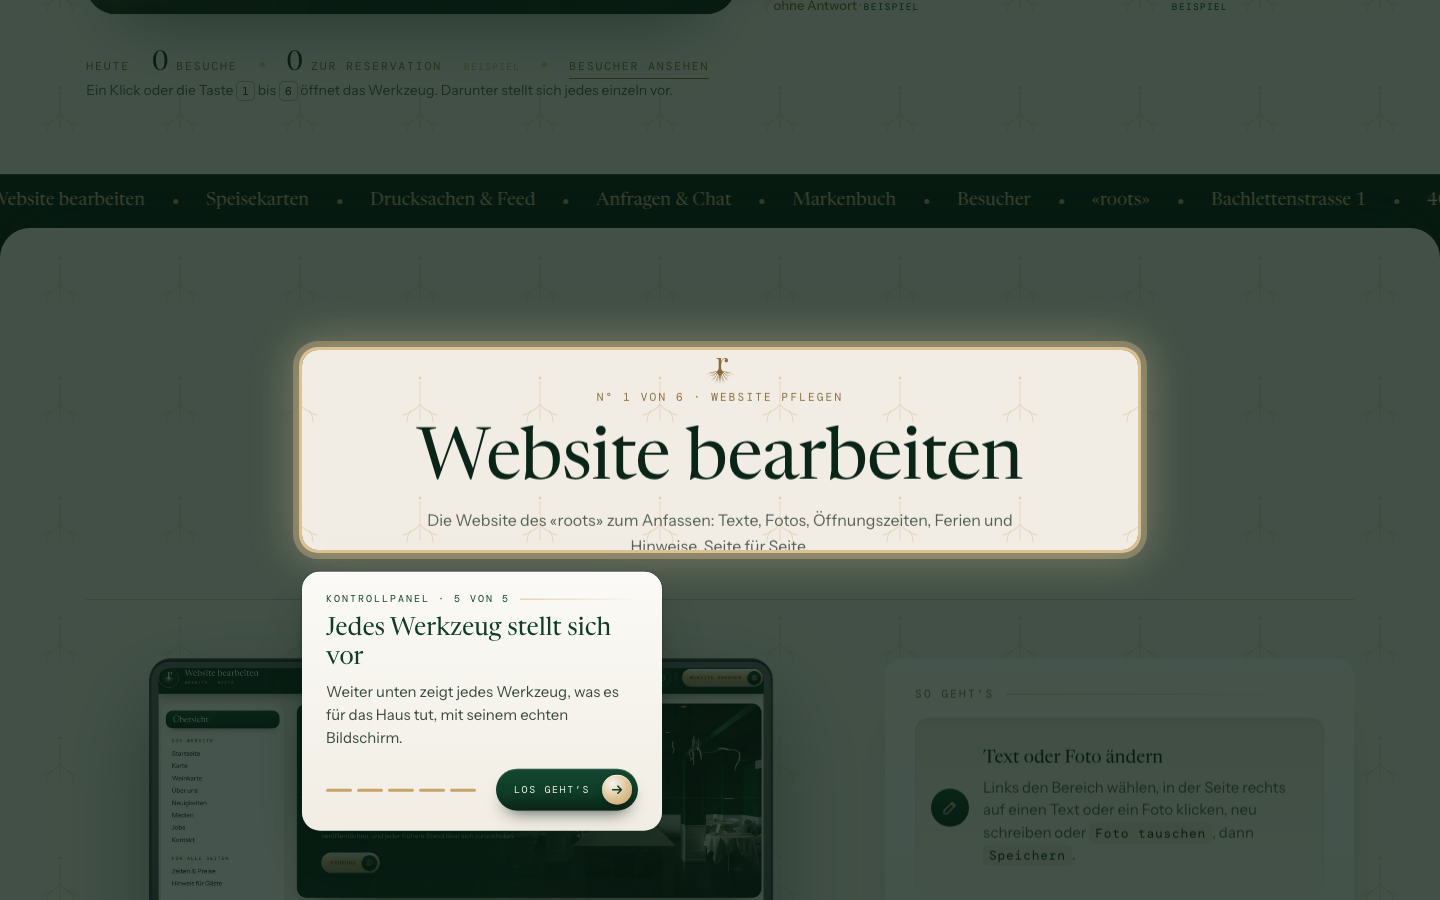 ohne Antwort · BEISPIEL
BEISPIEL
HEUTE 0 BESUCHE • 0 ZUR RESERVATION BEISPIEL • BESUCHER ANSEHEN
Ein Klick oder die Taste 1 bis 6 öffnet das Werkzeug. Darunter stellt sich jedes einzeln vor.
Website bearbeiten • Speisekarten • Drucksachen & Feed • Anfragen & Chat • Markenbuch • Besucher • «roots» • Bachlettenstrasse 1 •
r
N° 1 VON 6 · WEBSITE PFLEGEN
Website bearbeiten
Die Website des «roots» zum Anfassen: Texte, Fotos, Öffnungszeiten, Ferien und
Hinweise, Seite für Seite.
KONTROLLPANEL · 5 VON 5
Jedes Werkzeug stellt sich
vor
Weiter unten zeigt jedes Werkzeug, was es
für das Haus tut, mit seinem echten
Bildschirm.
LOS GEHT'S
Website bearbeiten
Übersicht
Startseite
Karte
Weinkarte
Über uns
Neuigkeiten
Medien
Jobs
Kontakt
FÜR ALLE SEITEN
Zeiten & Preise
Hinweis für Gäste
SO GEHT'S
Text oder Foto ändern
Links den Bereich wählen, in der Seite rechts
auf einen Text oder ein Foto klicken, neu
schreiben oder Foto tauschen, dann
Speichern.